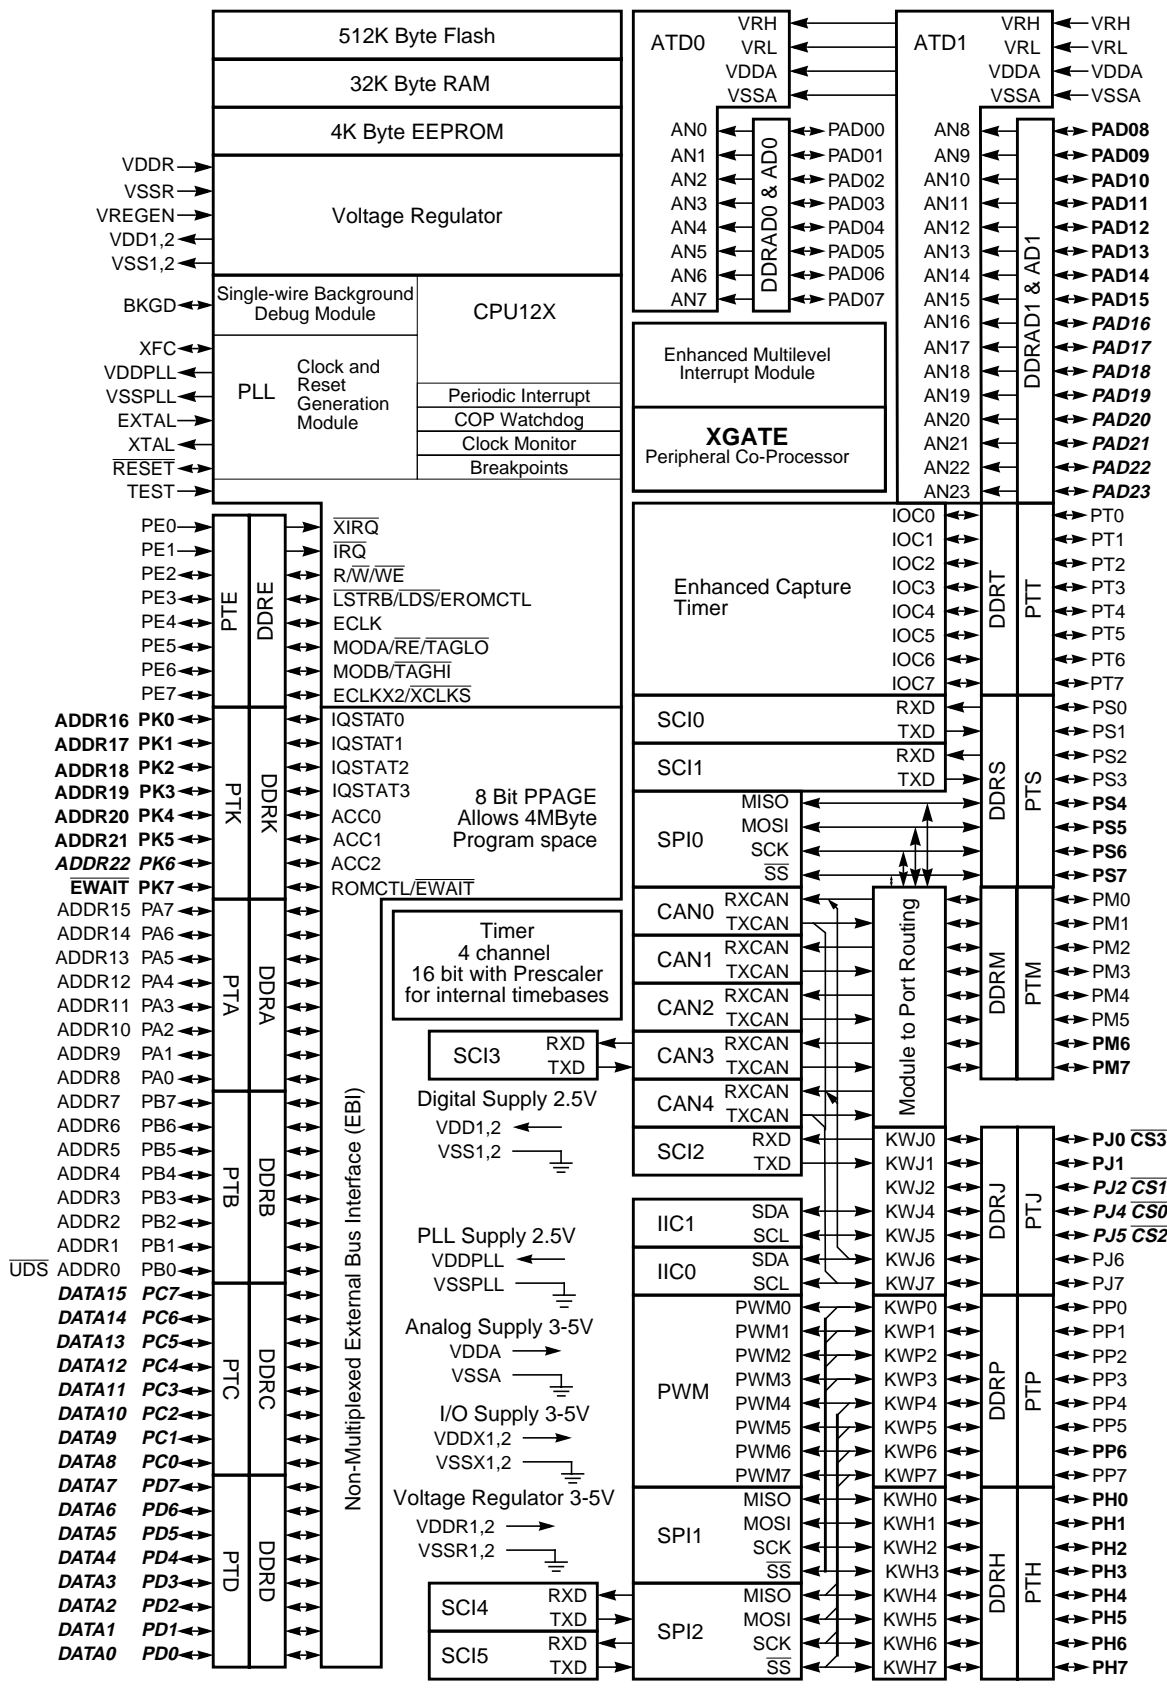 512K Byte Flash
32K Byte RAM
4K Byte EEPROM
VDDR
VSSR
VREGEN
VDD1,2
VSS1,2
Voltage Regulator
BKGD
Single-wire Background
Debug Module
CPU12X
XFC
VDDPLL
VSSPLL
EXTAL
XTAL
RESET
TEST
PLL
Clock and
Reset
Generation
Module
Periodic Interrupt
COP Watchdog
Clock Monitor
Breakpoints
PE0
PE1
PE2
PE3
PE4
PE5
PE6
PE7
PTE
DDRE
XIRQ
IRQ
R/W/WE
LSTRB/LDS/EROMCTL
ECLK
MODA/RE/TAGLO
MODB/TAGHI
ECLKX2/XCLKS
ADDR16 PK0
ADDR17 PK1
ADDR18 PK2
ADDR19 PK3
ADDR20 PK4
ADDR21 PK5
ADDR22 PK6
EWAIT PK7
PTK
DDRK
IQSTAT0
IQSTAT1
IQSTAT2
IQSTAT3
ACC0
ACC1
ACC2
ROMCTL/EWAIT
8 Bit PPAGE
Allows 4MByte
Program space
ADDR15 PA7
ADDR14 PA6
ADDR13 PA5
ADDR12 PA4
ADDR11 PA3
ADDR10 PA2
ADDR9 PA1
ADDR8 PA0
PTA
DDRA
ADDR7 PB7
ADDR6 PB6
ADDR5 PB5
ADDR4 PB4
ADDR3 PB3
ADDR2 PB2
ADDR1 PB1
UDS ADDR0 PB0
PTB
DDRB
DATA15 PC7
DATA14 PC6
DATA13 PC5
DATA12 PC4
DATA11 PC3
DATA10 PC2
DATA9 PC1
DATA8 PC0
PTC
DDRC
DATA7 PD7
DATA6 PD6
DATA5 PD5
DATA4 PD4
DATA3 PD3
DATA2 PD2
DATA1 PD1
DATA0 PD0
PTD
DDRD
Non-Multiplexed External Bus Interface (EBI)
Timer
4 channel
16 bit with Prescaler
for internal timebases
SCI3
RXD
TXD
Digital Supply 2.5V
VDD1,2
VSS1,2
PLL Supply 2.5V
VDDPLL
VSSPLL
Analog Supply 3-5V
VDDA
VSSA
I/O Supply 3-5V
VDDX1,2
VSSX1,2
Voltage Regulator 3-5V
VDDR1,2
VSSR1,2
SCI4
RXD
TXD
SCI5
RXD
TXD
ATD0
VRH
VRL
VDDA
VSSA
AN0
AN1
AN2
AN3
AN4
AN5
AN6
AN7
DDRAD0 & AD0
PAD00
PAD01
PAD02
PAD03
PAD04
PAD05
PAD06
PAD07
ATD1
VRH
VRL
VDDA
VSSA
VRH
VRL
VDDA
VSSA
AN8
AN9
AN10
AN11
AN12
AN13
AN14
AN15
AN16
AN17
AN18
AN19
AN20
AN21
AN22
AN23
DDRAD1 & AD1
PAD08
PAD09
PAD10
PAD11
PAD12
PAD13
PAD14
PAD15
PAD16
PAD17
PAD18
PAD19
PAD20
PAD21
PAD22
PAD23
Enhanced Multilevel
Interrupt Module
XGATE
Peripheral Co-Processor
Enhanced Capture
Timer
IOC0
IOC1
IOC2
IOC3
IOC4
IOC5
IOC6
IOC7
DDRT
PTT
PT0
PT1
PT2
PT3
PT4
PT5
PT6
PT7
SCI0
RXD
TXD
SCI1
RXD
TXD
SPI0
MISO
MOSI
SCK
SS
DDRS
PTS
PS0
PS1
PS2
PS3
PS4
PS5
PS6
PS7
CAN0
RXCAN
TXCAN
CAN1
RXCAN
TXCAN
CAN2
RXCAN
TXCAN
CAN3
RXCAN
TXCAN
CAN4
RXCAN
TXCAN
Module to Port Routing
DDRM
PTM
PM0
PM1
PM2
PM3
PM4
PM5
PM6
PM7
SCI2
RXD
TXD
IIC1
SDA
SCL
IIC0
SDA
SCL
KWJ0
KWJ1
KWJ2
KWJ4
KWJ5
KWJ6
KWJ7
DDRJ
PTJ
PJ0 CS3
PJ1
PJ2 CS1
PJ4 CS0
PJ5 CS2
PJ6
PJ7
PWM
PWM0
PWM1
PWM2
PWM3
PWM4
PWM5
PWM6
PWM7
KWP0
KWP1
KWP2
KWP3
KWP4
KWP5
KWP6
KWP7
DDRP
PTP
PP0
PP1
PP2
PP3
PP4
PP5
PP6
PP7
SPI1
MISO
MOSI
SCK
SS
SPI2
MISO
MOSI
SCK
SS
KWH0
KWH1
KWH2
KWH3
KWH4
KWH5
KWH6
KWH7
DDRH
PTH
PH0
PH1
PH2
PH3
PH4
PH5
PH6
PH7